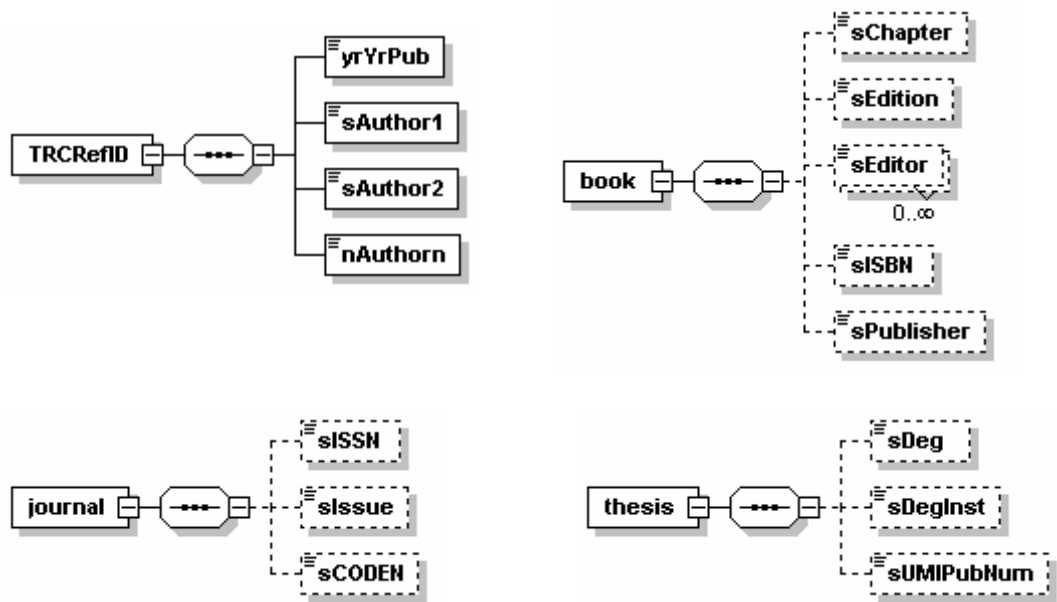 TRCRefID
yrYrPub
sAuthor1
sAuthor2
nAuthorn
book
sChapter
sEdition
sEditor
0..∞
sISBN
sPublisher
journal
sISSN
sIssue
sCODEN
thesis
sDeg
sDegInst
sUMIPubNum